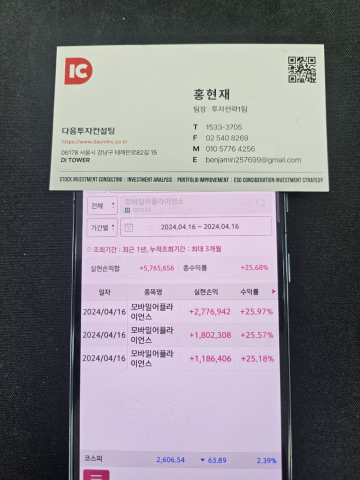 IC
홍현재
팀장 . 투자전략1팀
다음투자컨설팅
https://www.dauminc.co.kr
06178 서울시 강남구 테헤란로82길 15
DI TOWER
T 1533-3705
F 02 540 8269
M 010 5776 4256
E benjamin257699@gmail.com
STOCK INVESTMENT CONSULTING | INVESTMENT ANALYSIS | PORTFOLIO IMPROVEMENT | ESG CONSIDERATION INVESTMENT STRATEGY
전체 모바일어플라이언스
기간별 2024.04.16 ~ 2024.04.16
조회기간 : 최근 1년, 누적조회기간 : 최대 3개월
실현손익합 +5,765,656 총수익률 +25.68%
일자 종목명 실현손익 수익률
2024/04/16 모바일어플라이언스 +2,776,942 +25.97%
2024/04/16 모바일어플라이언스 +1,802,308 +25.57%
2024/04/16 모바일어플라이언스 +1,186,406 +25.18%
코스피 2,606.54 ▼ 63.89 2.39%